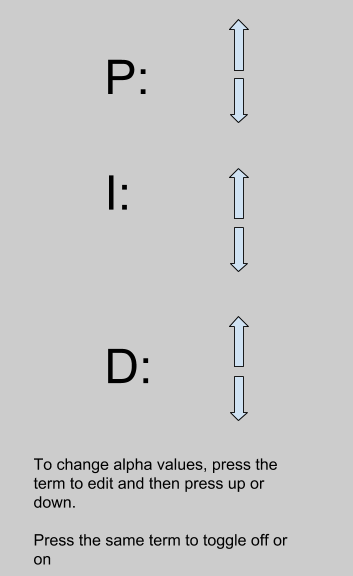 P:
I:
D:
To change alpha values, press the
term to edit and then press up or
down.
Press the same term to toggle off or
on